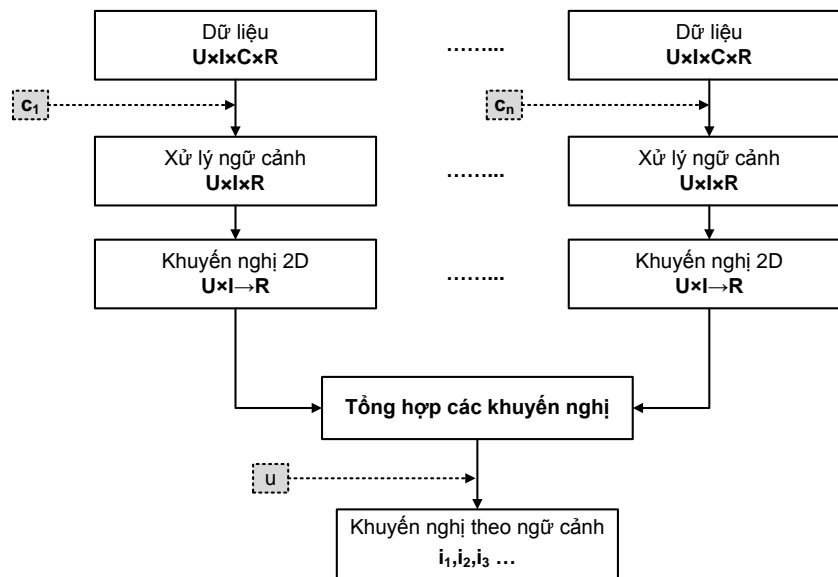 Dữ liệu
U×I×C×R
……...
Dữ liệu
U×I×C×R
c₁
cₙ
Xử lý ngữ cảnh
U×I×R
……...
Xử lý ngữ cảnh
U×I×R
Khuyến nghị 2D
U×I→R
……...
Khuyến nghị 2D
U×I→R
Tổng hợp các khuyến nghị
u
Khuyến nghị theo ngữ cảnh
i₁,i₂,i₃ …